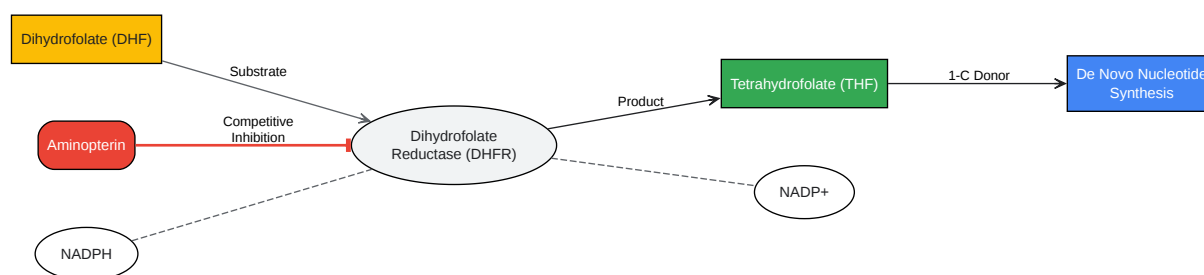 Dihydrofolate (DHF)
Substrate
Aminopterin
Competitive
Inhibition
NADPH
Dihydrofolate
Reductase (DHFR)
Product
Tetrahydrofolate (THF)
NADP+
1-C Donor
De Novo Nucleotide
Synthesis